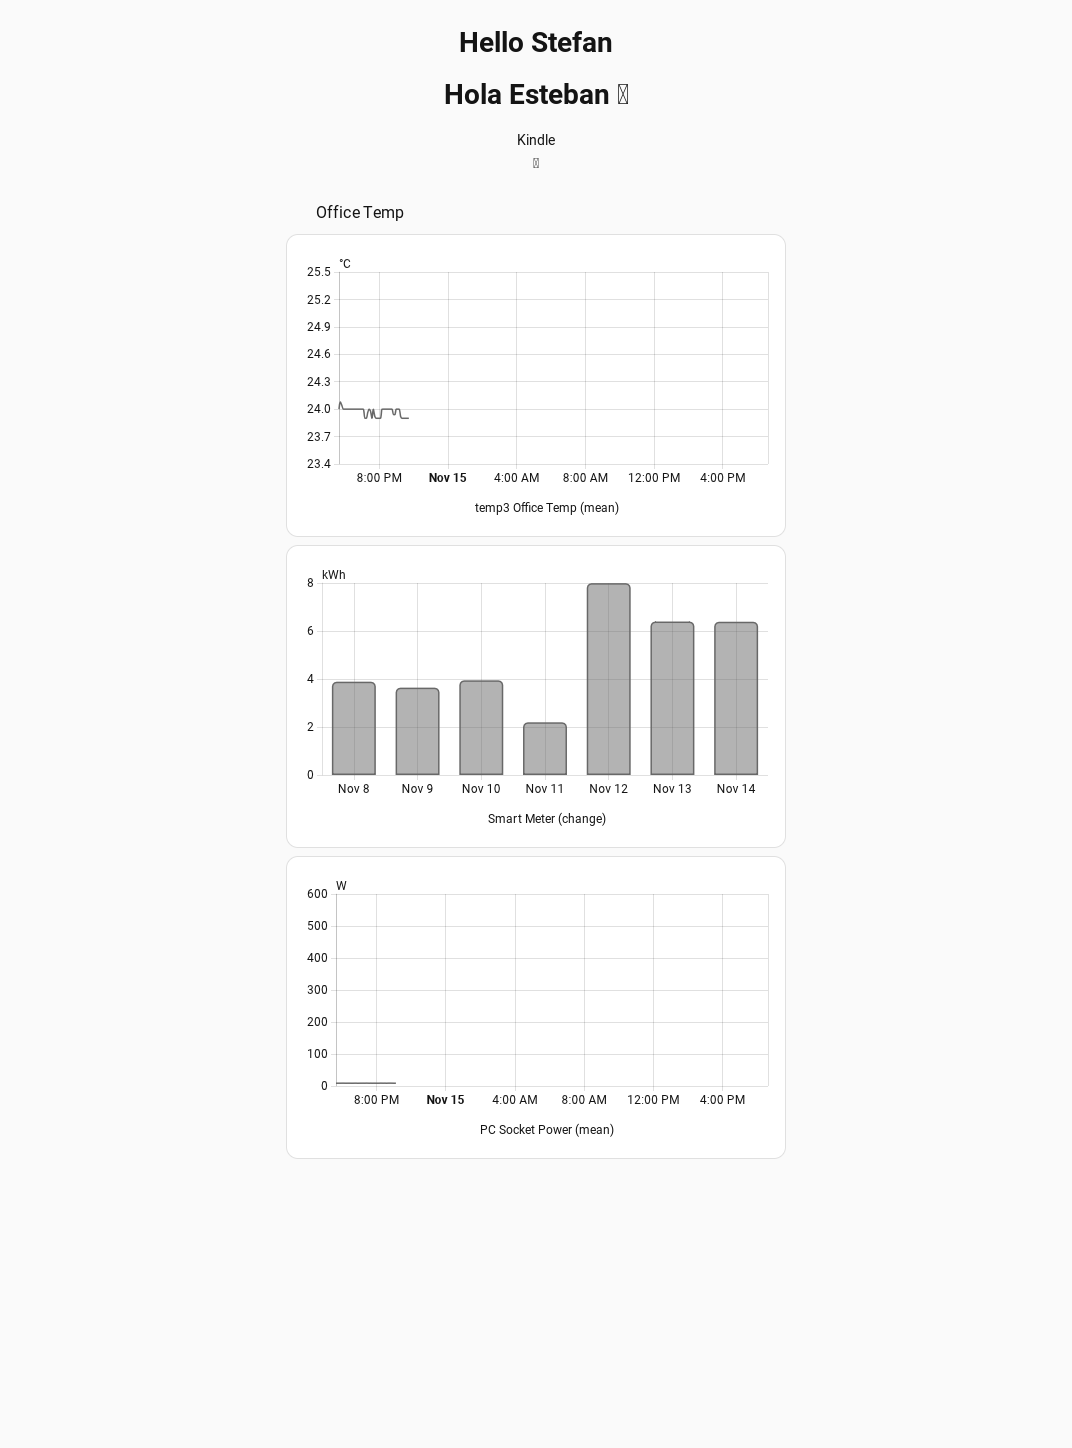 Hello Stefan
Hola Esteban
Kindle
Office Temp
°C
25.5
25.2
24.9
24.6
24.3
24.0
23.7
23.4
8:00 PM Nov 15 4:00 AM 8:00 AM 12:00 PM 4:00 PM
temp3 Office Temp (mean)
kWh
8
6
4
2
0
Nov 8 Nov 9 Nov 10 Nov 11 Nov 12 Nov 13 Nov 14
Smart Meter (change)
W
600
500
400
300
200
100
0
8:00 PM Nov 15 4:00 AM 8:00 AM 12:00 PM 4:00 PM
PC Socket Power (mean)